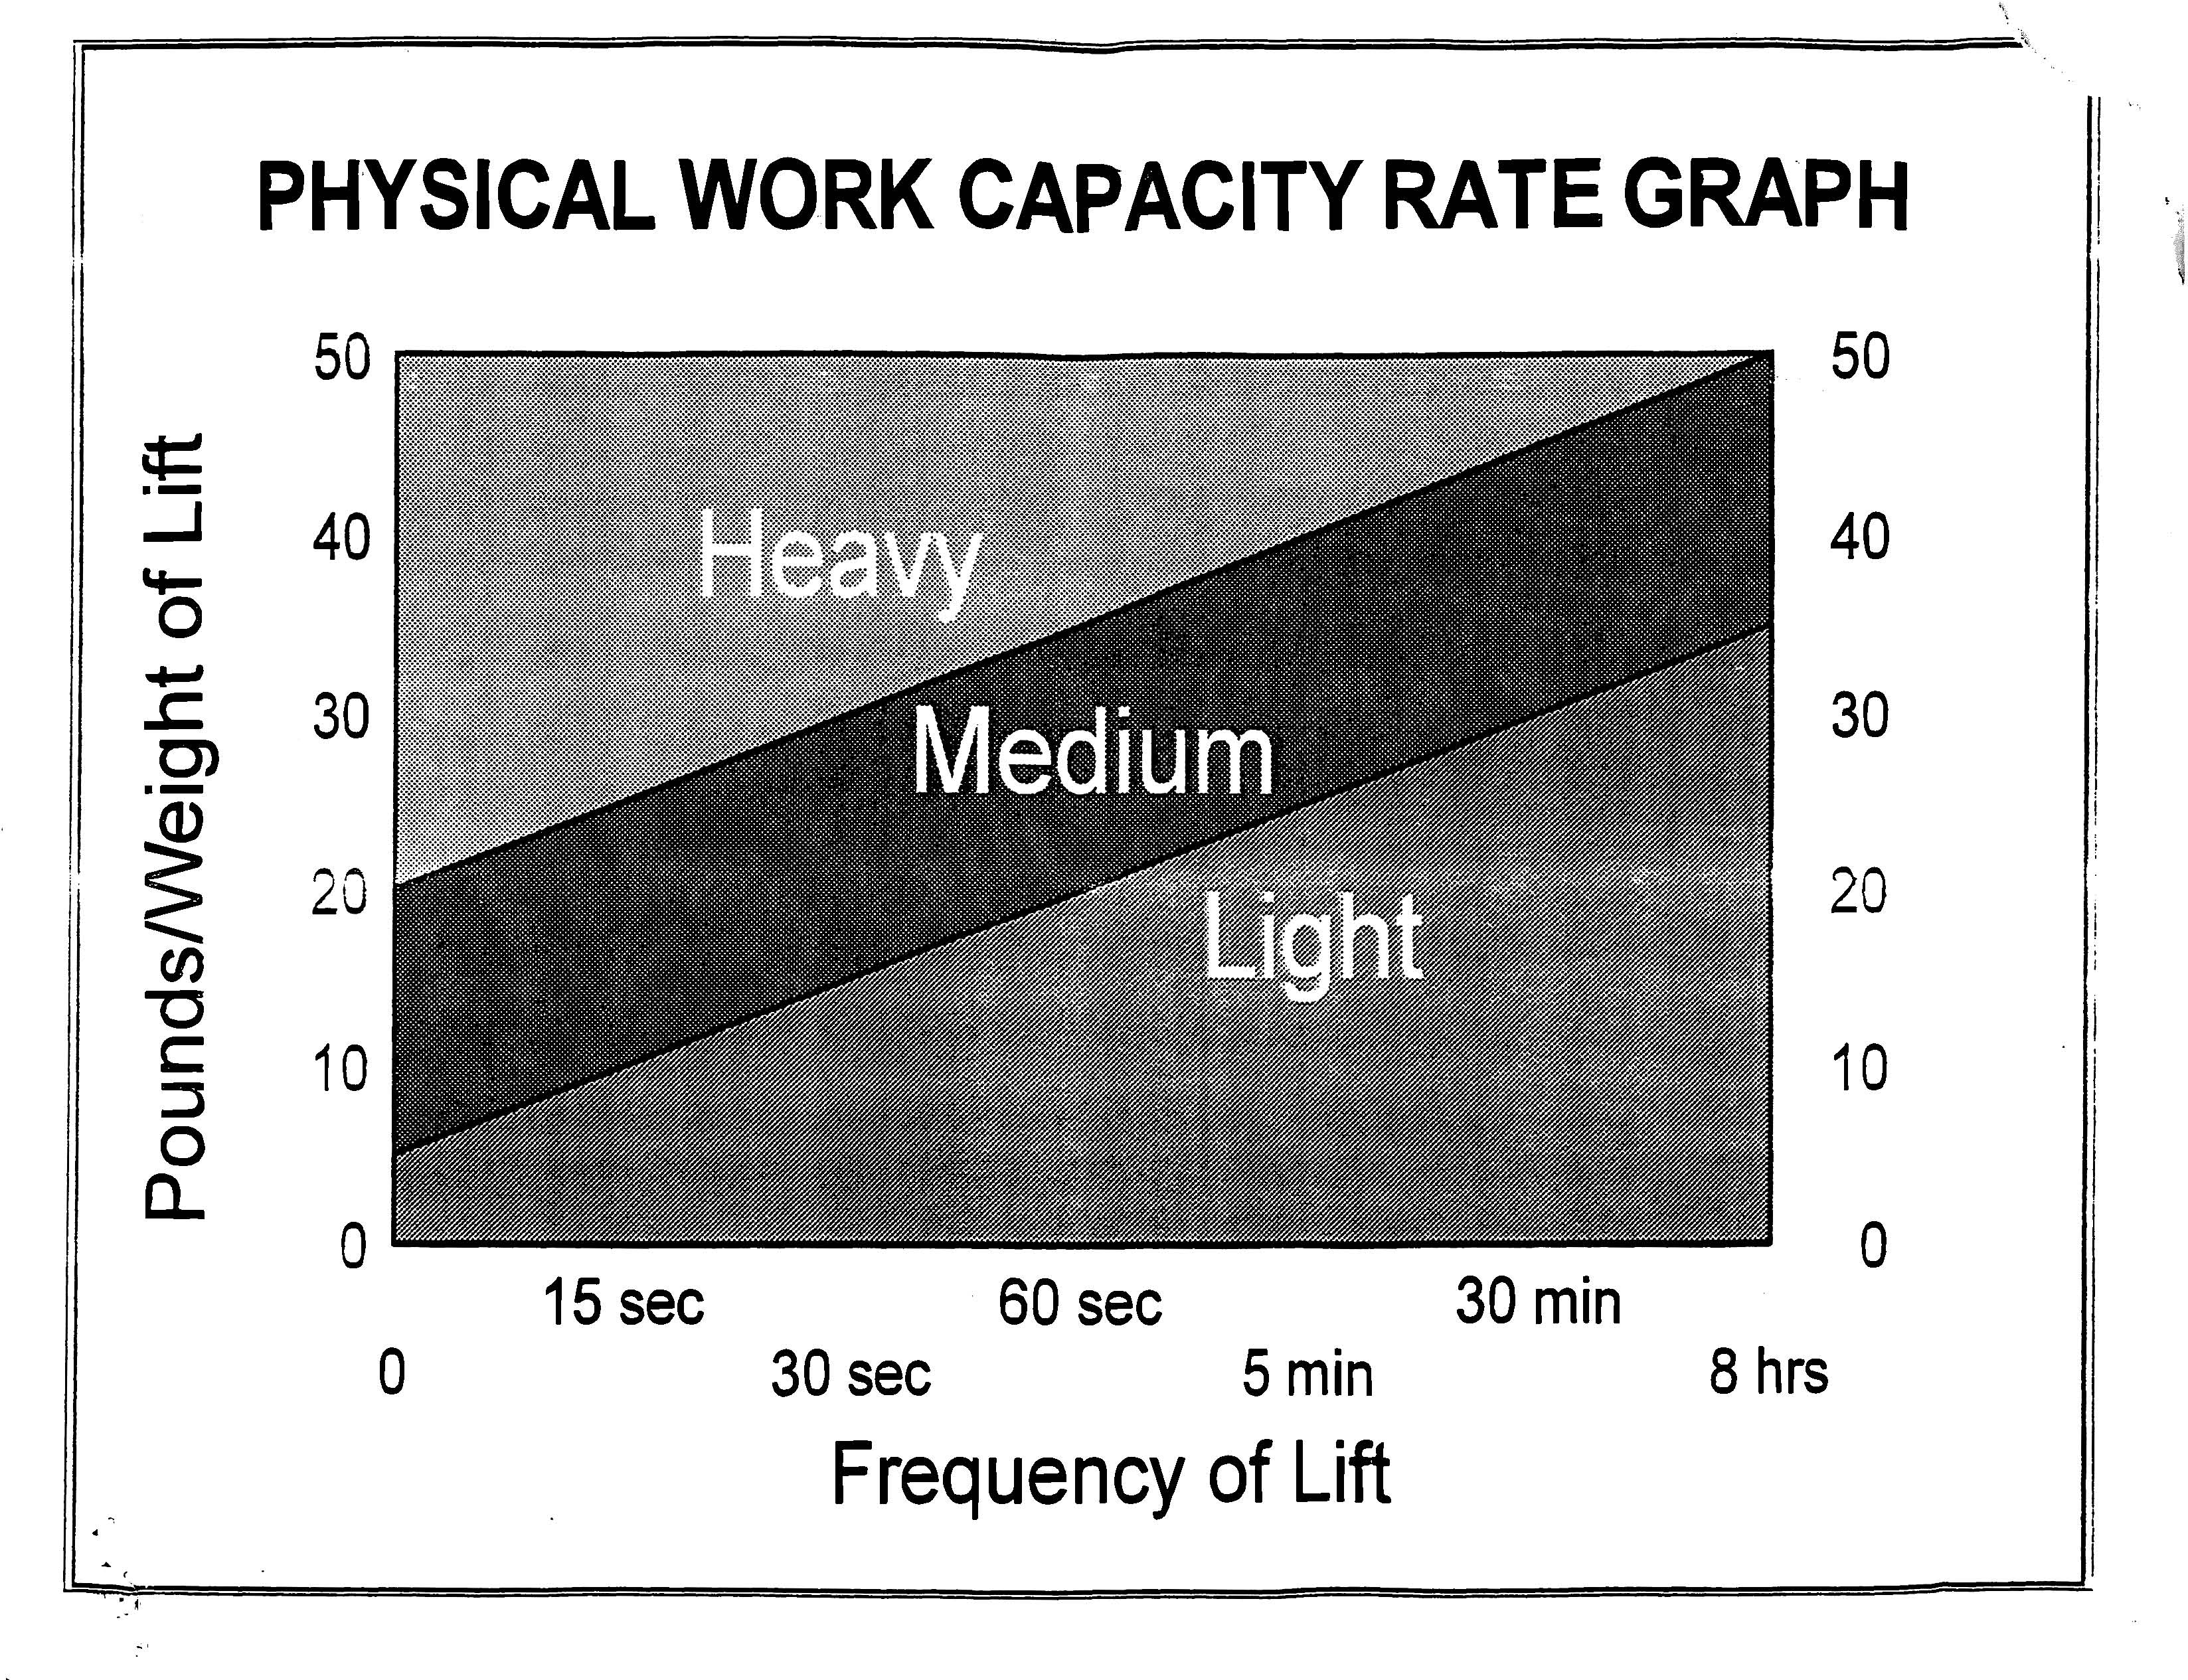 PHYSICAL WORK CAPACITY RATE GRAPH
Pounds/Weight of Lift
50
40
30
20
10
0
Heavy
Medium
Light
50
40
30
20
10
0
15 sec 60 sec 30 min
0 30 sec 5 min 8 hrs
Frequency of Lift